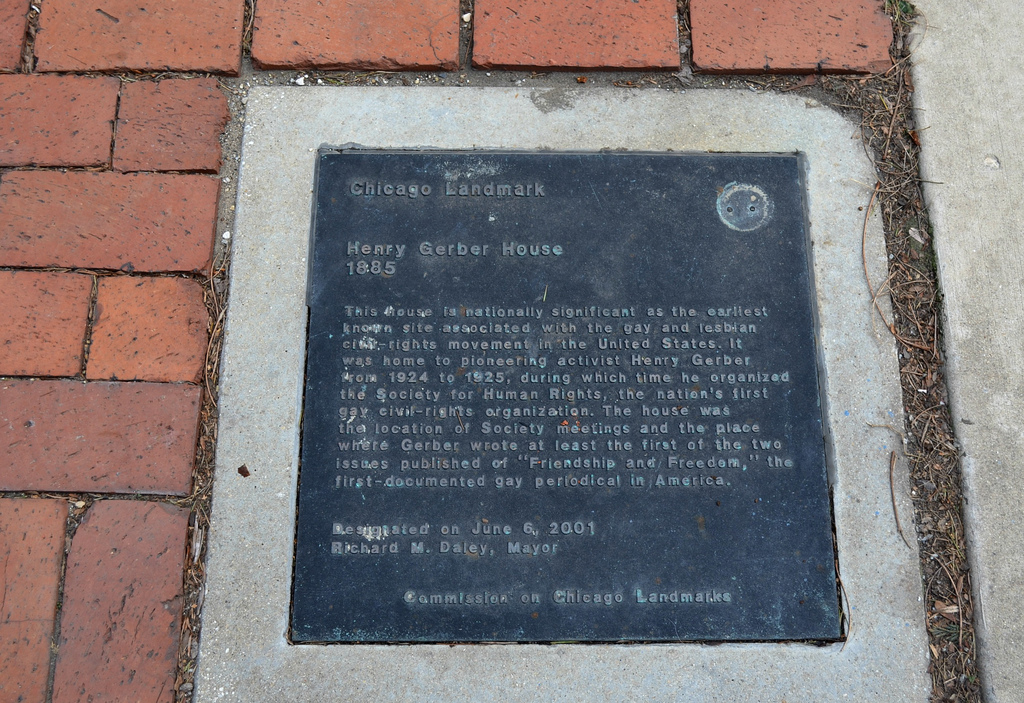 Chicago Landmark
Henry Gerber House
1885
This house is nationally significant as the earliest
known site associated with the gay and lesbian
civil-rights movement in the United States. It
was home to pioneering activist Henry Gerber
from 1924 to 1925, during which time he organized
the Society for Human Rights, the nation's first
gay civil-rights organization. The house was
the location of Society meetings and the place
where Gerber wrote at least the first of the two
issues published of "Friendship and Freedom," the
first-documented gay periodical in America.
Designated on June 6, 2001
Richard M. Daley, Mayor
Commission on Chicago Landmarks